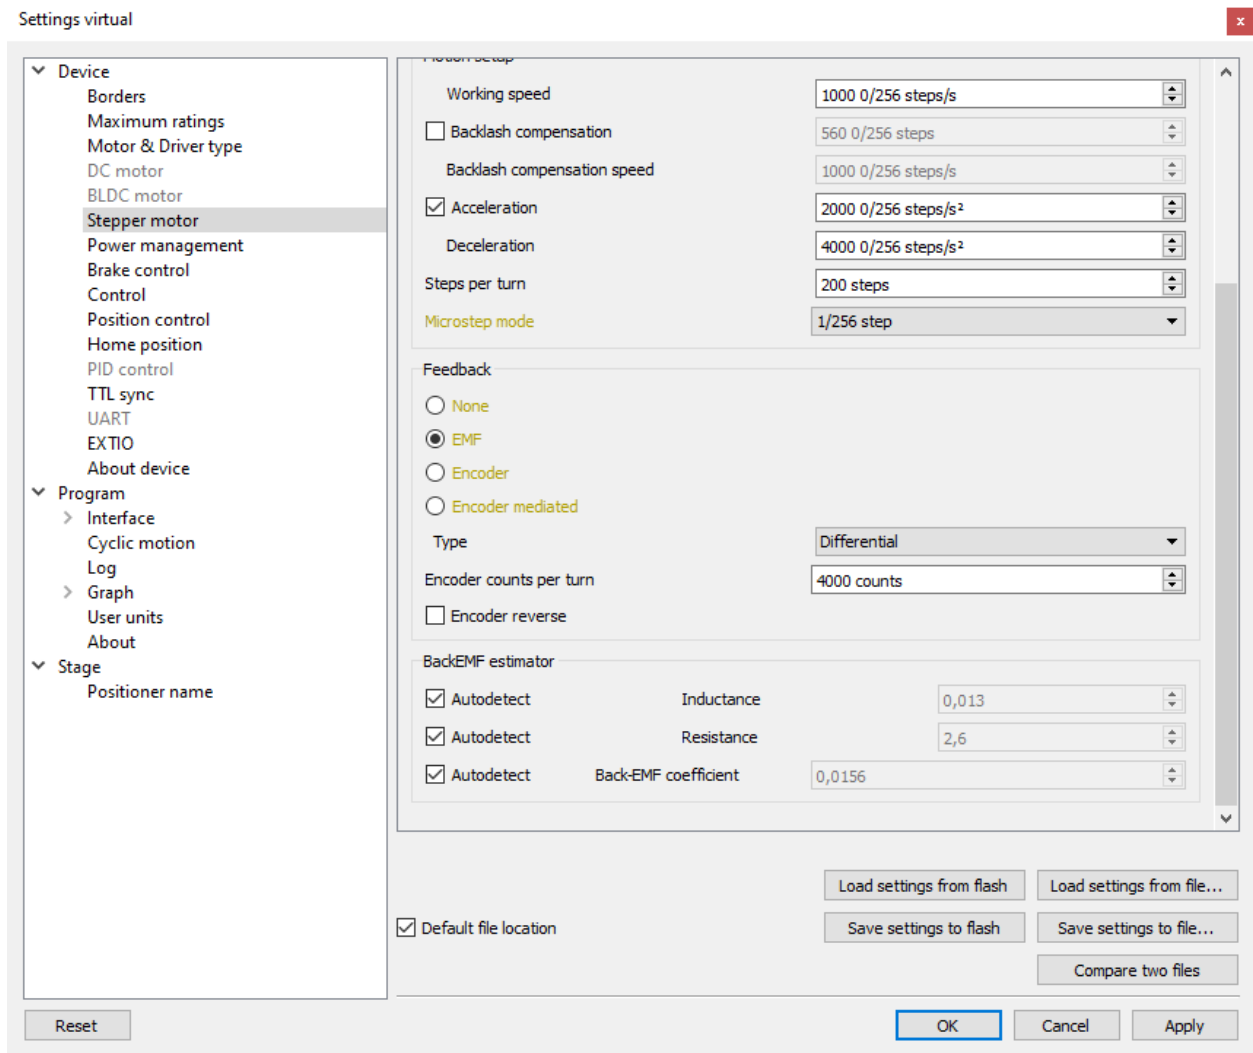 Settings virtual
x
Device
Borders
Maximum ratings
Motor & Driver type
DC motor
BLDC motor
Stepper motor
Power management
Brake control
Control
Position control
Home position
PID control
TTL sync
UART
EXTIO
About device
Program
Interface
Cyclic motion
Log
Graph
User units
About
Stage
Positioner name
Motion setup
Working speed 1000 0/256 steps/s
Backlash compensation 560 0/256 steps
Backlash compensation speed 1000 0/256 steps/s
Acceleration 2000 0/256 steps/s²
Deceleration 4000 0/256 steps/s²
Steps per turn 200 steps
Microstep mode 1/256 step
Feedback
None
EMF
Encoder
Encoder mediated
Type Differential
Encoder counts per turn 4000 counts
Encoder reverse
BackEMF estimator
Autodetect Inductance 0,013
Autodetect Resistance 2,6
Autodetect Back-EMF coefficient 0,0156
Load settings from flash Load settings from file...
Default file location Save settings to flash Save settings to file...
Compare two files
Reset OK Cancel Apply